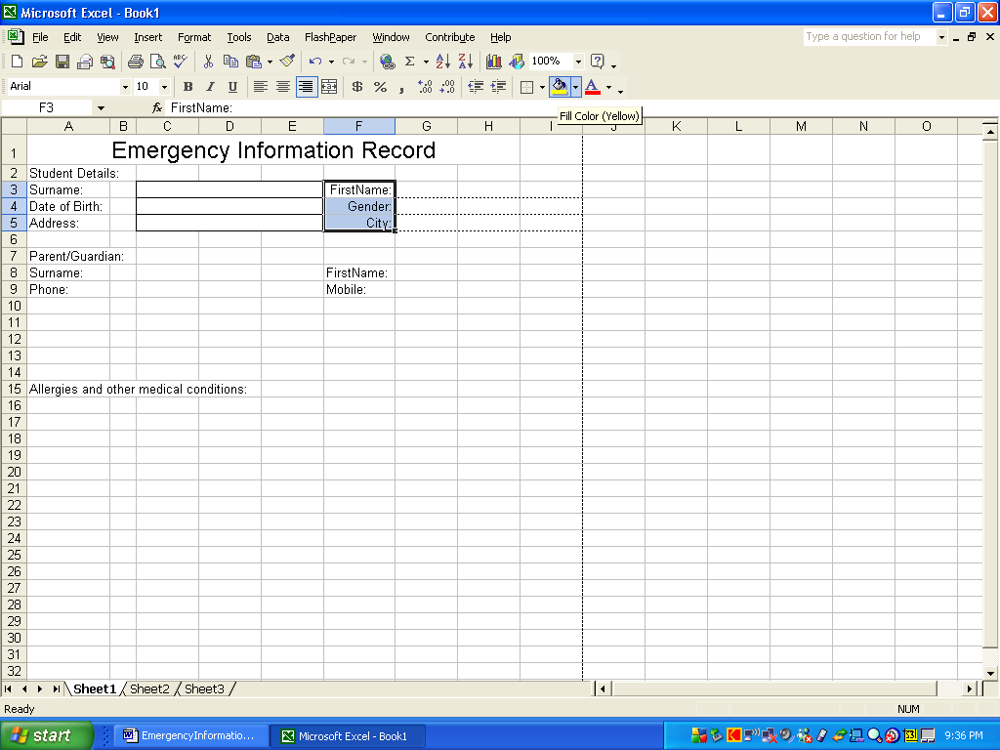 Microsoft Excel - Book1
File Edit View Insert Format Tools Data FlashPaper Window Contribute Help
Type a question for help
Σ 100%
Arial 10 B I U $ % , A
F3 fx FirstName:
Fill Color (Yellow)
A B C D E F G H I J K L M N O
1 Emergency Information Record
2 Student Details:
3 Surname: FirstName:
4 Date of Birth: Gender:
5 Address: City:
6
7 Parent/Guardian:
8 Surname: FirstName:
9 Phone: Mobile:
10
11
12
13
14
15 Allergies and other medical conditions:
16
17
18
19
20
21
22
23
24
25
26
27
28
29
30
31
32
Sheet1 Sheet2 Sheet3
Ready NUM
start EmergencyInformatio... Microsoft Excel - Book1 9:36 PM